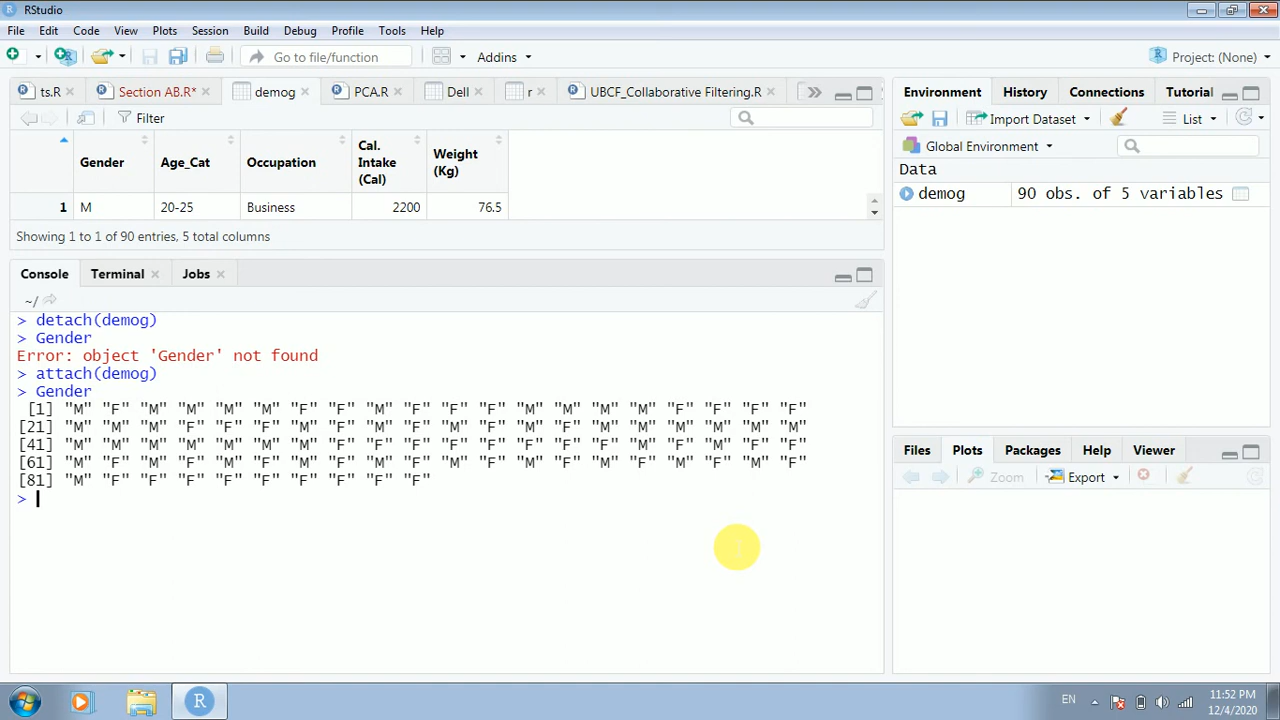 RStudio
File Edit Code View Plots Session Build Debug Profile Tools Help
Go to file/function Addins Project: (None)
ts.R Section AB.R* demog PCA.R Dell r UBCF_Collaborative Filtering.R
Filter
Gender Age_Cat Occupation Cal. Intake (Cal) Weight (Kg)
1 M 20-25 Business 2200 76.5
Showing 1 to 1 of 90 entries, 5 total columns
Console Terminal Jobs
~/
> detach(demog)
> Gender
Error: object 'Gender' not found
> attach(demog)
> Gender
[1] "M" "F" "M" "M" "M" "M" "F" "F" "M" "F" "F" "F" "M" "M" "M" "M" "F" "F" "F" "F"
[21] "M" "M" "M" "F" "F" "F" "M" "F" "M" "F" "M" "F" "M" "F" "F" "M" "M" "M" "M" "M"
[41] "M" "M" "M" "M" "M" "M" "F" "F" "F" "F" "F" "F" "F" "F" "F" "M" "F" "M" "F" "F"
[61] "M" "F" "M" "F" "M" "F" "M" "F" "M" "F" "M" "F" "M" "F" "M" "F" "M" "F" "M" "F"
[81] "M" "F" "F" "F" "F" "F" "F" "F" "F" "F"
>
Environment History Connections Tutorial
Import Dataset List
Global Environment
Data
demog 90 obs. of 5 variables
Files Plots Packages Help Viewer
Zoom Export
EN 11:52 PM
12/4/2020